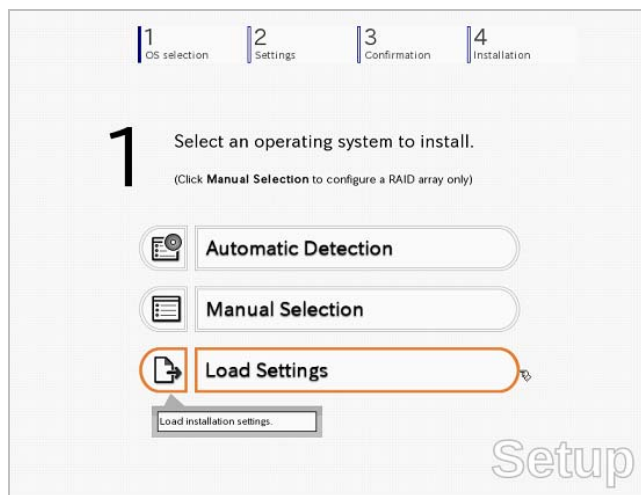 1
OS selection
2
Settings
3
Confirmation
4
Installation
1
Select an operating system to install.
(Click Manual Selection to configure a RAID array only)
Automatic Detection
Manual Selection
Load Settings
Load installation settings.
Setup